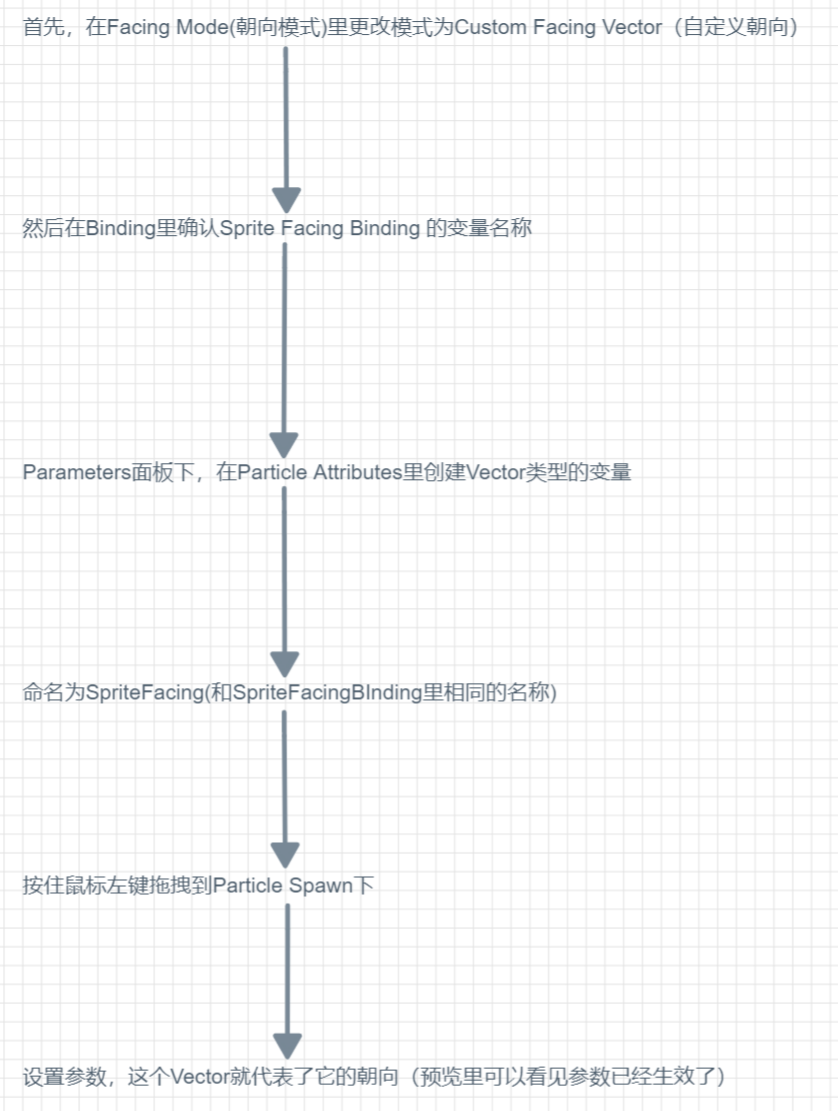 首先，在Facing Mode(朝向模式)里更改模式为Custom Facing Vector（自定义朝向）
然后在Binding里确认Sprite Facing Binding 的变量名称
Parameters面板下，在Particle Attributes里创建Vector类型的变量
命名为SpriteFacing(和SpriteFacingBInding里相同的名称)
按住鼠标左键拖拽到Particle Spawn下
设置参数，这个Vector就代表了它的朝向（预览里可以看见参数已经生效了）